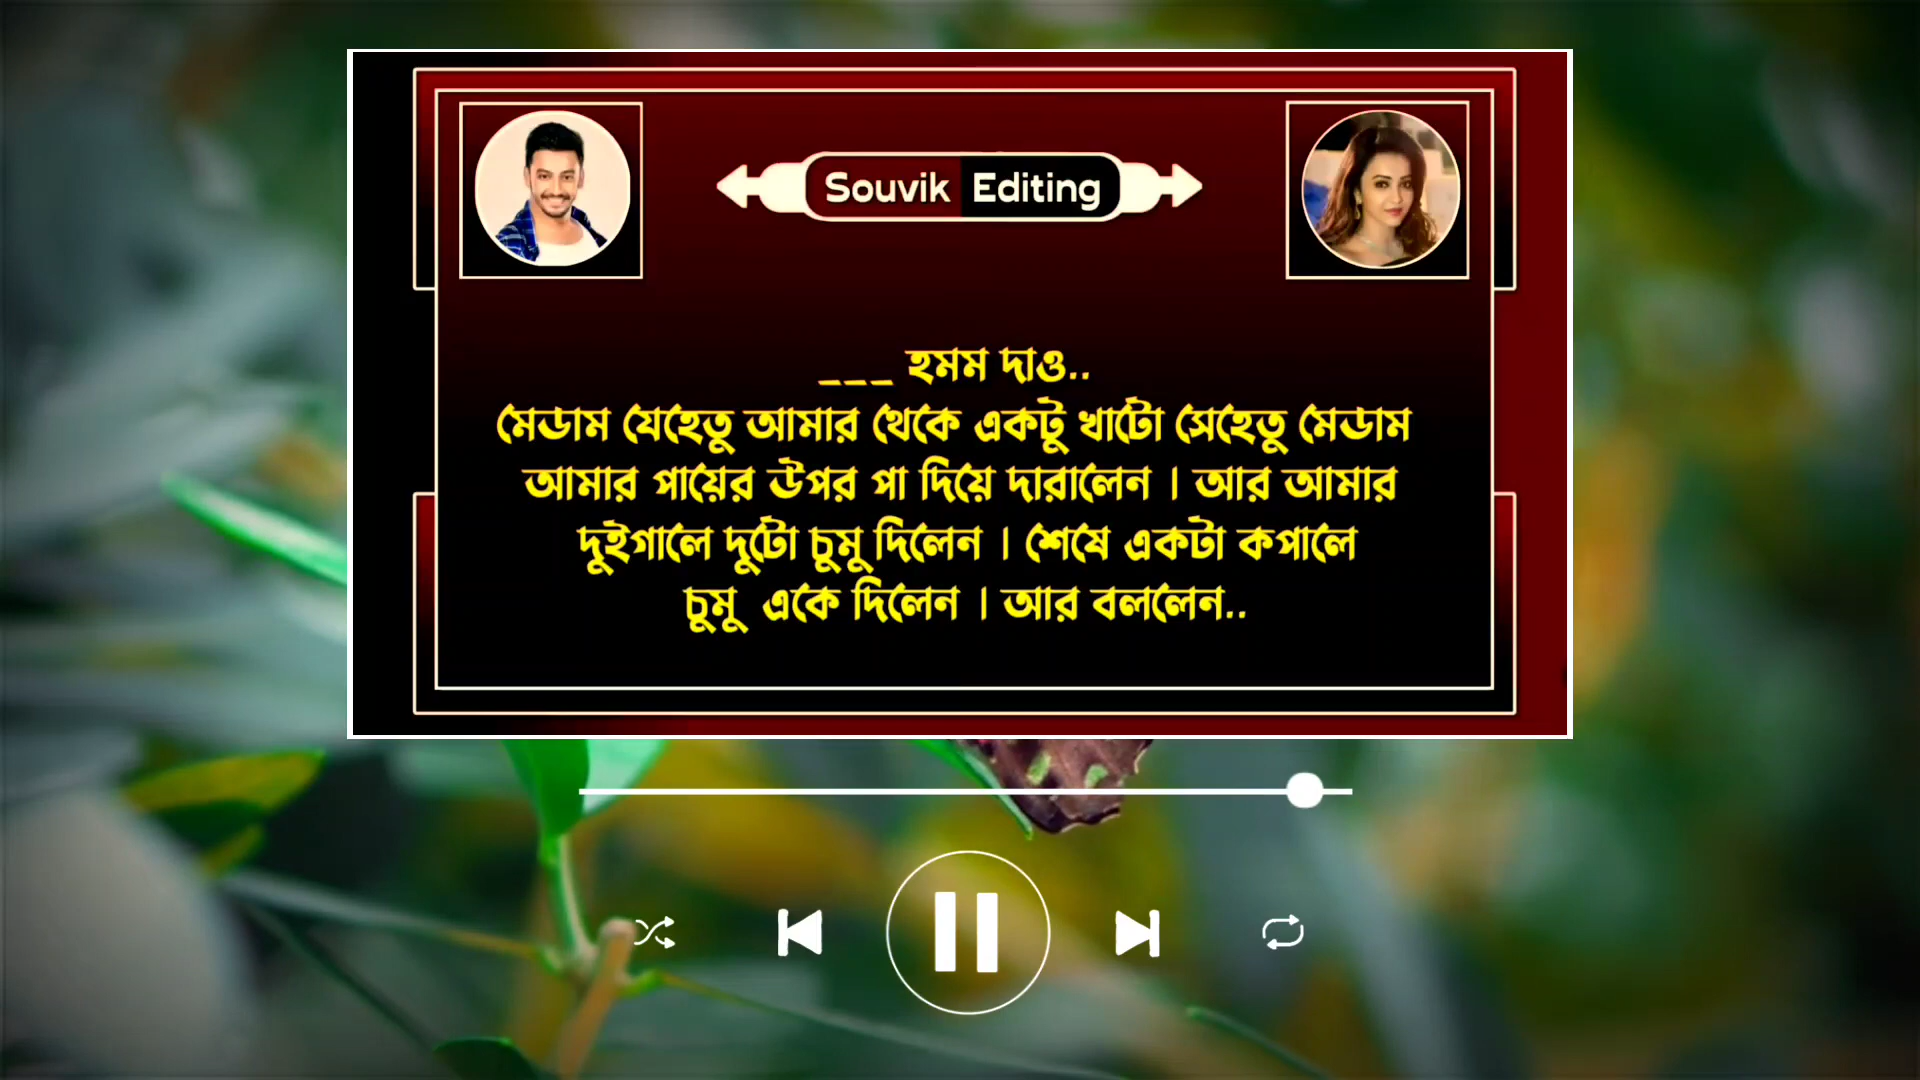 Souvik Editing
___ হমম দাও..
মেডাম যেহেতু আমার থেকে একটু খাটো সেহেতু মেডাম
আমার পায়ের উপর পা দিয়ে দারালেন । আর আমার
দুইগালে দুটো চুমু দিলেন । শেষে একটা কপালে
চুমু একে দিলেন । আর বললেন..